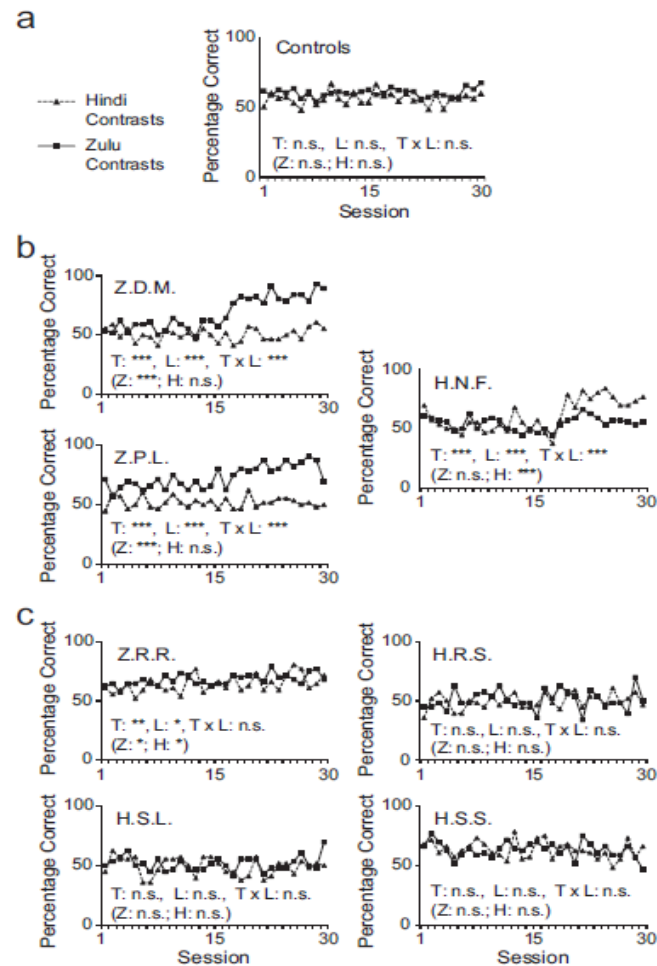 a
Hindi
Contrasts
Zulu
Contrasts
Percentage Correct
100
50
0
Controls
T: n.s., L: n.s., T x L: n.s.
(Z: n.s.; H: n.s.)
1 15 30
Session
b
Percentage Correct
100
50
0
Z.D.M.
T: ***, L: ***, T x L: ***
(Z: ***; H: n.s.)
1 15 30
Percentage Correct
100
50
0
Z.P.L.
T: ***, L: ***, T x L: ***
(Z: ***; H: n.s.)
1 15 30
Percentage Correct
100
50
0
H.N.F.
T: ***, L: ***, T x L: ***
(Z: n.s.; H: ***)
1 15 30
c
Percentage Correct
100
50
0
Z.R.R.
T: **, L: *, T x L: n.s.
(Z: *; H: *)
1 15 30
Percentage Correct
100
50
0
H.R.S.
T: n.s., L: n.s., T x L: n.s.
(Z: n.s.; H: n.s.)
1 15 30
Percentage Correct
100
50
0
H.S.L.
T: n.s., L: n.s., T x L: n.s.
(Z: n.s.; H: n.s.)
1 15 30
Session
Percentage Correct
100
50
0
H.S.S.
T: n.s., L: n.s., T x L: n.s.
(Z: n.s.; H: n.s.)
1 15 30
Session